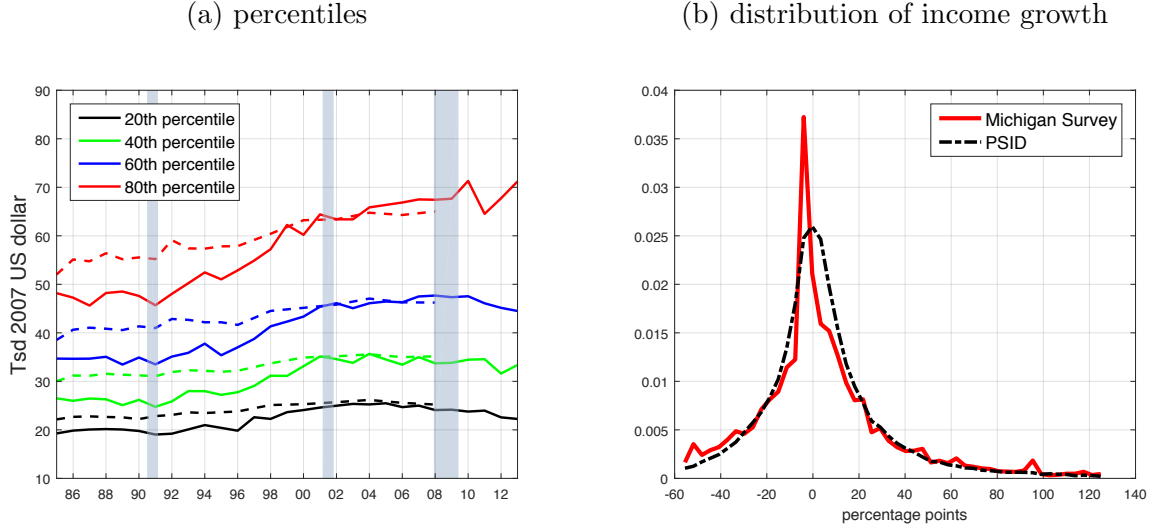 (a) percentiles
90
80
70
60
50
40
30
20
10
Tsd 2007 US dollar
20th percentile
40th percentile
60th percentile
80th percentile
86 88 90 92 94 96 98 00 02 04 06 08 10 12
(b) distribution of income growth
0.04
0.035
0.03
0.025
0.02
0.015
0.01
0.005
0
Michigan Survey
PSID
-60 -40 -20 0 20 40 60 80 100 120 140
percentage points